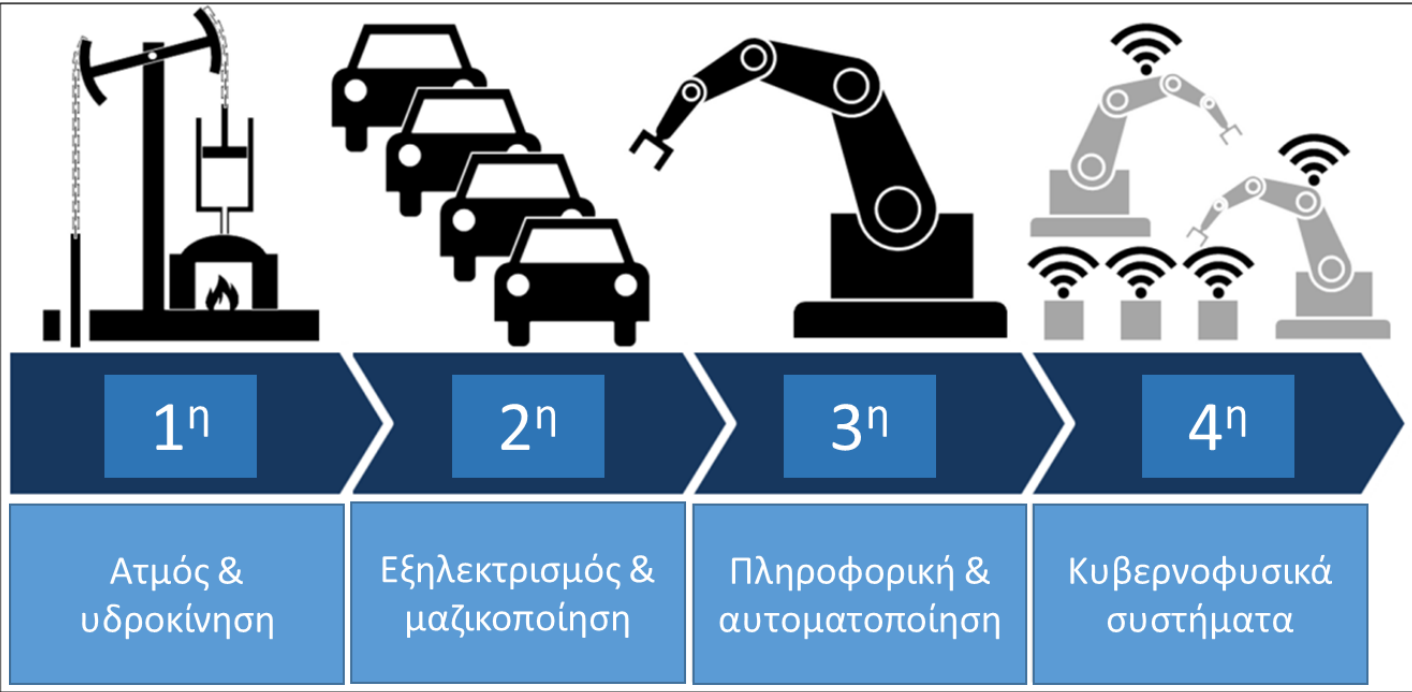 1η
2η
3η
4η
Ατμός &
υδροκίνηση
Εξηλεκτρισμός &
μαζικοποίηση
Πληροφορική &
αυτοματοποίηση
Κυβερνοφυσικά
συστήματα